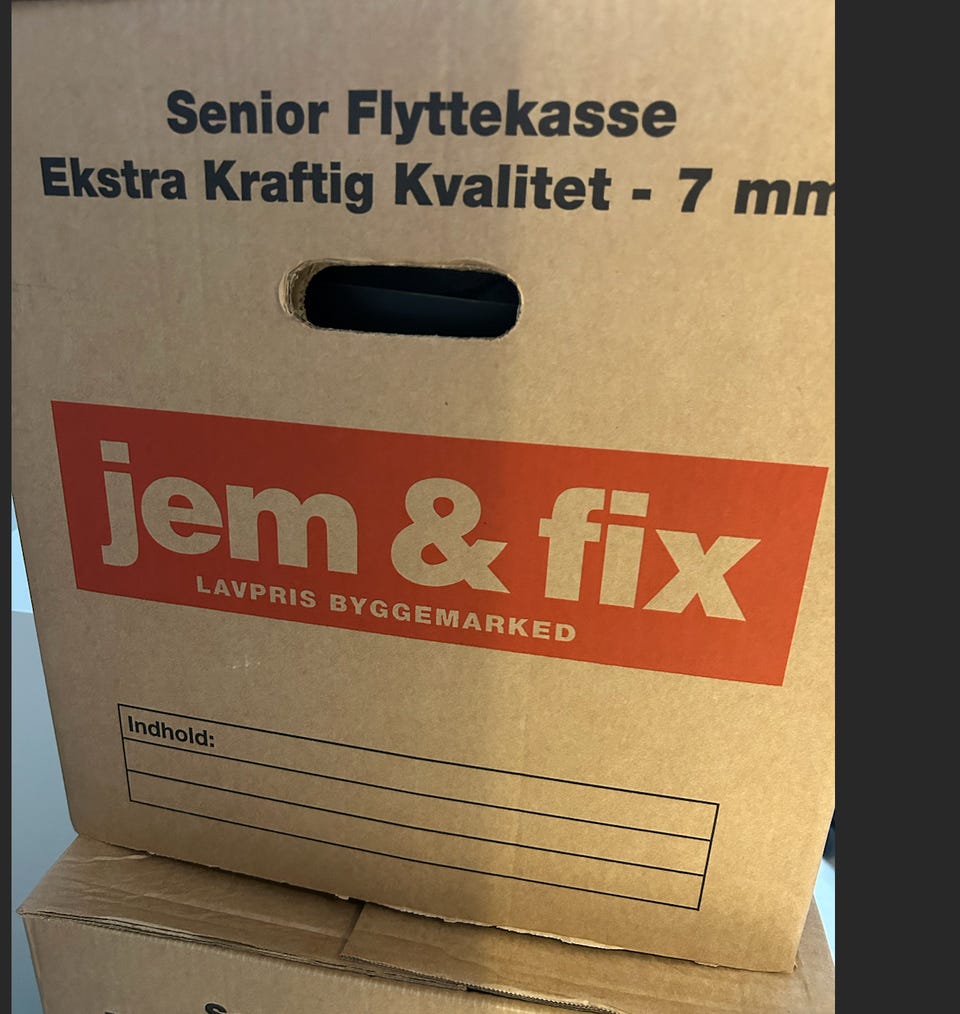 Senior Flyttekasse
Ekstra Kraftig Kvalitet - 7 mm
jem & fix
LAVPRIS BYGGEMARKED
Indhold: